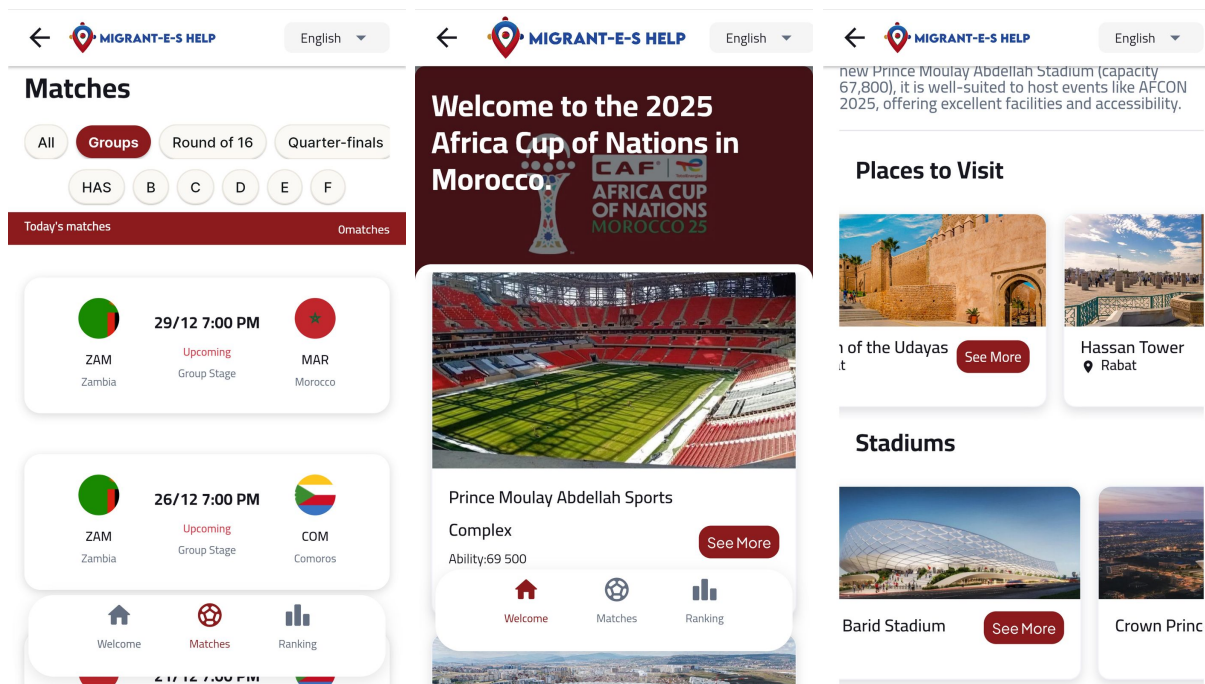 MIGRANT-E-S HELP
English
Matches
All
Groups
Round of 16
Quarter-finals
HAS
B
C
D
E
F
Today's matches
0matches
29/12 7:00 PM
ZAM
Upcoming
MAR
Zambia
Group Stage
Morocco
26/12 7:00 PM
ZAM
Upcoming
COM
Zambia
Group Stage
Comoros
Welcome
Matches
Ranking
21/12 7:00 PM
MIGRANT-E-S HELP
English
Welcome to the 2025
Africa Cup of Nations in
Morocco.
CAF
TotalEnergies
AFRICA CUP
OF NATIONS
MOROCCO 25
Prince Moulay Abdellah Sports
Complex
See More
Ability:69 500
Welcome
Matches
Ranking
MIGRANT-E-S HELP
English
new Prince Moulay Abdellah Stadium (capacity
67,800), it is well-suited to host events like AFCON
2025, offering excellent facilities and accessibility.
Places to Visit
of the Udayas
See More
Hassan Tower
Rabat
Stadiums
Barid Stadium
See More
Crown Princ